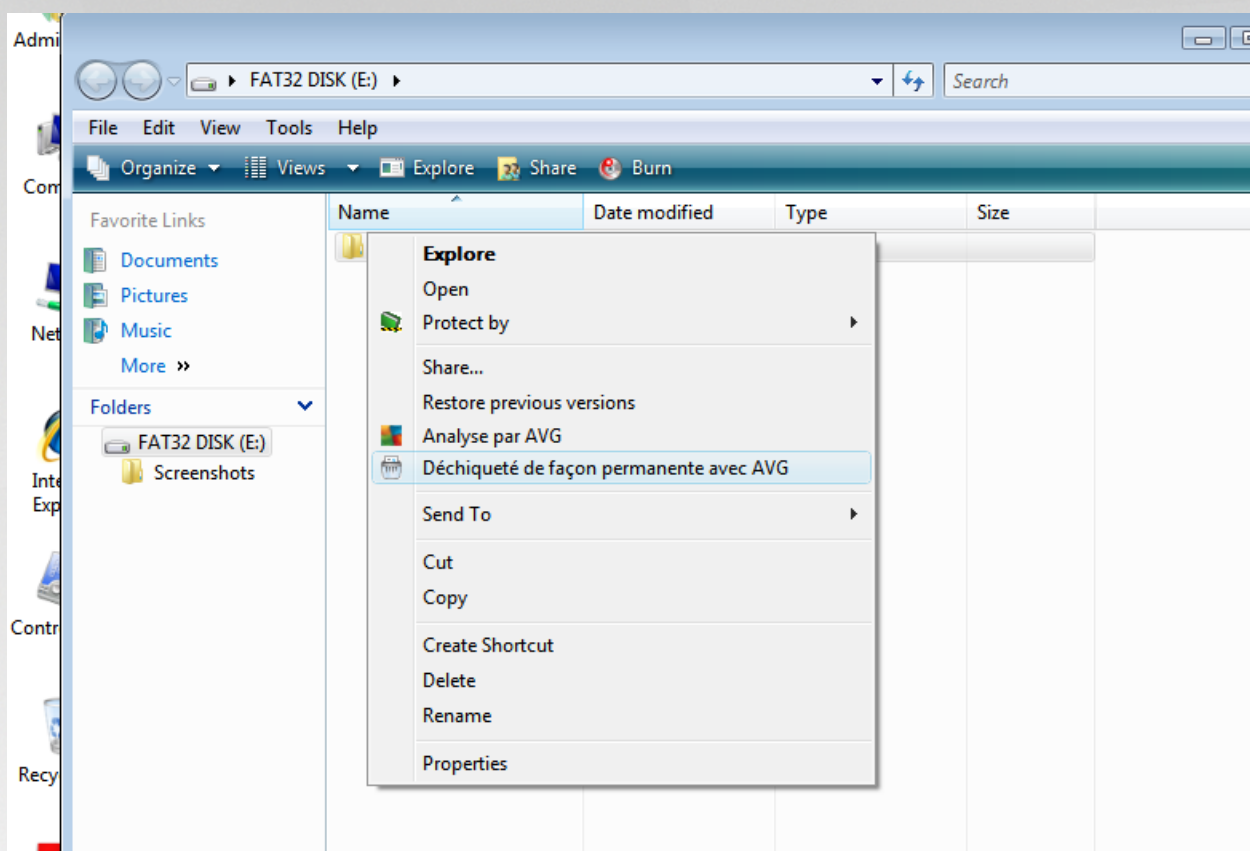 Admi
FAT32 DISK (E:)
Search
File Edit View Tools Help
Organize Views Explore Share Burn
Com
Favorite Links
Name Date modified Type Size
Documents
Pictures
Music
More »
Net
Folders
FAT32 DISK (E:)
Screenshots
Inte
Exp
Contr
Recy
Explore
Open
Protect by
Share...
Restore previous versions
Analyse par AVG
Déchiqueté de façon permanente avec AVG
Send To
Cut
Copy
Create Shortcut
Delete
Rename
Properties